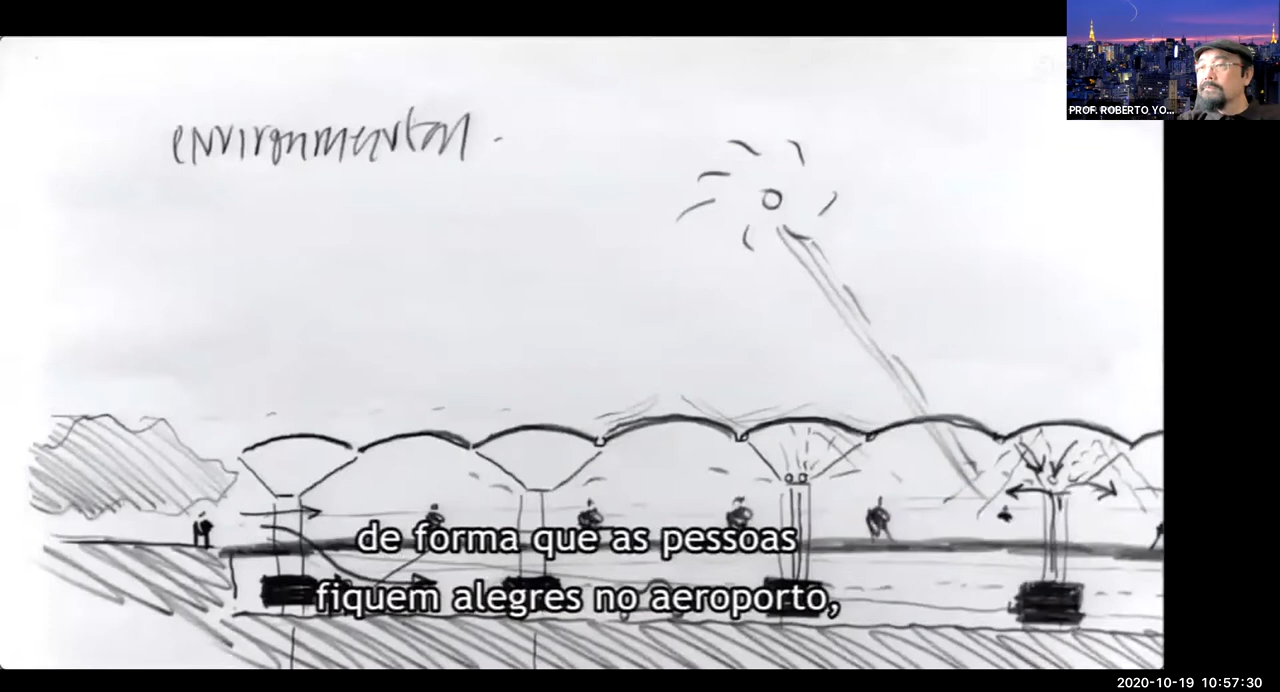 PROF. ROBERTO YO...
environmental.
de forma que as pessoas
fiquem alegres no aeroporto,
2020-10-19 10:57:30